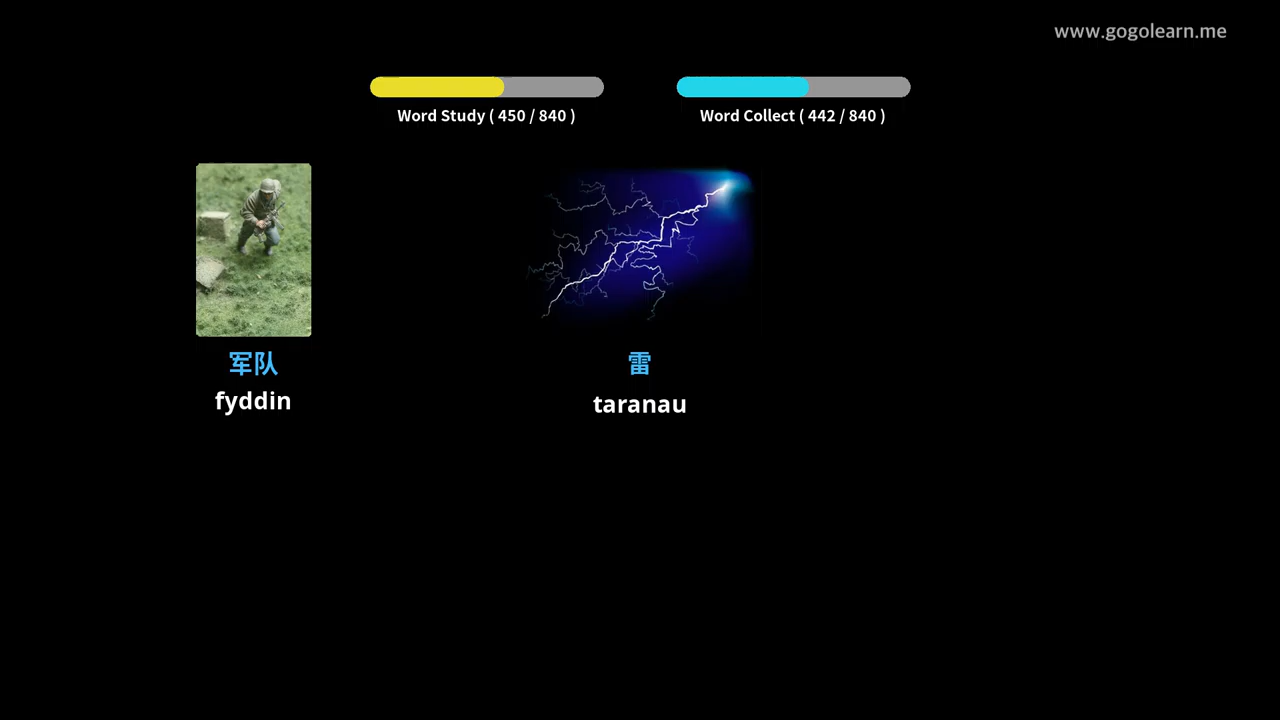 www.gogolearn.me
Word Study ( 450 / 840 )
Word Collect ( 442 / 840 )
军队
fyddin
雷
taranau